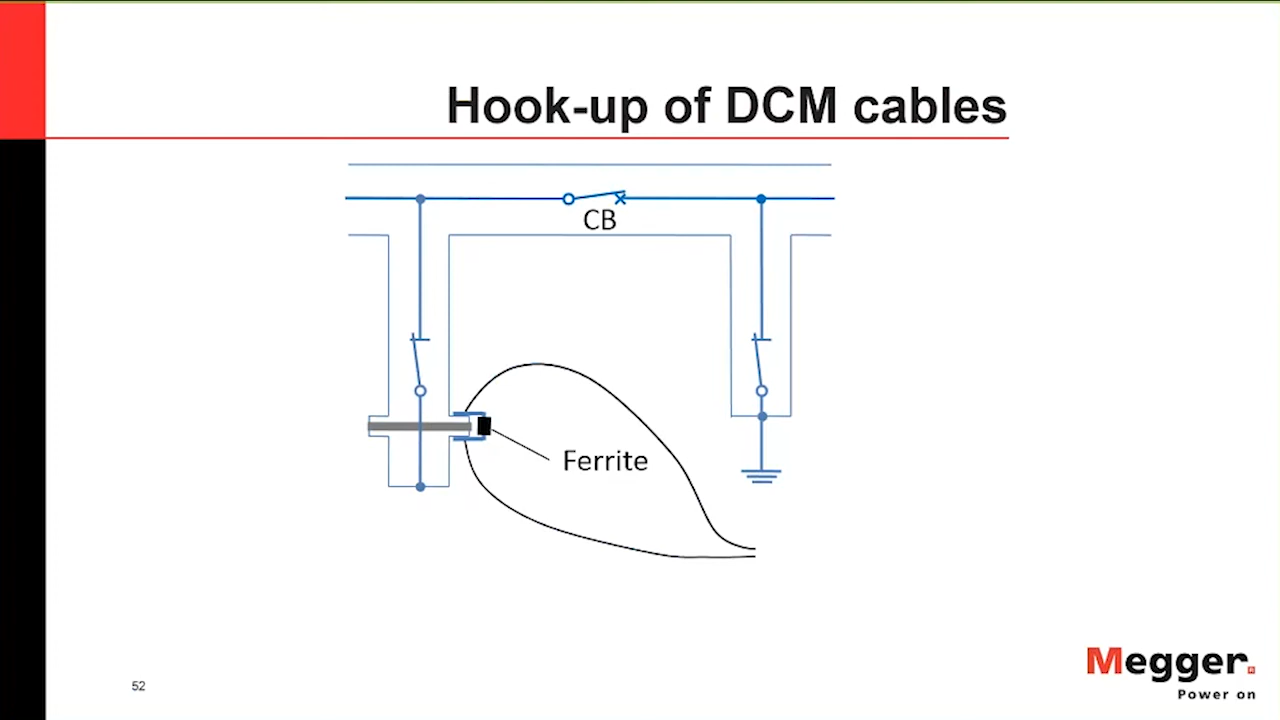 Hook-up of DCM cables
CB
Ferrite
52
Megger.
Power on